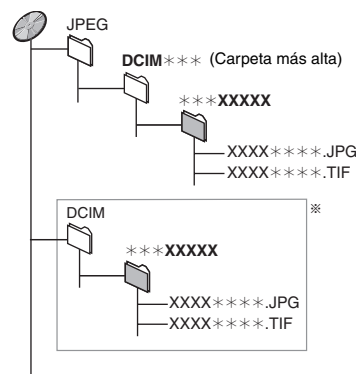 JPEG
DCIM∗∗∗ (Carpeta más alta)
∗∗∗XXXXX
XXXX∗∗∗∗.JPG
XXXX∗∗∗∗.TIF
※
DCIM
∗∗∗XXXXX
XXXX∗∗∗∗.JPG
XXXX∗∗∗∗.TIF